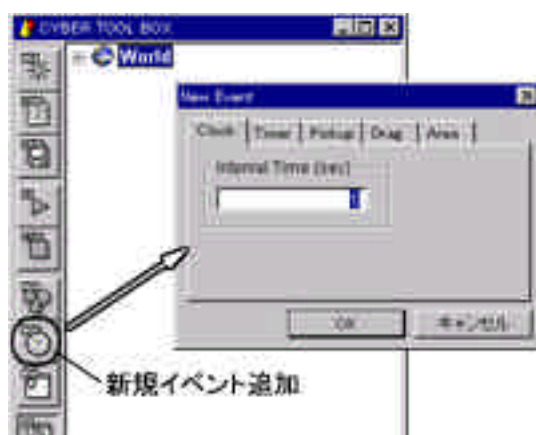 CYBER TOOL BOX
World
New Event
Clock Timer Pickup Drag Area
Interval Time (sec)
1
OK キャンセル
新規イベント追加